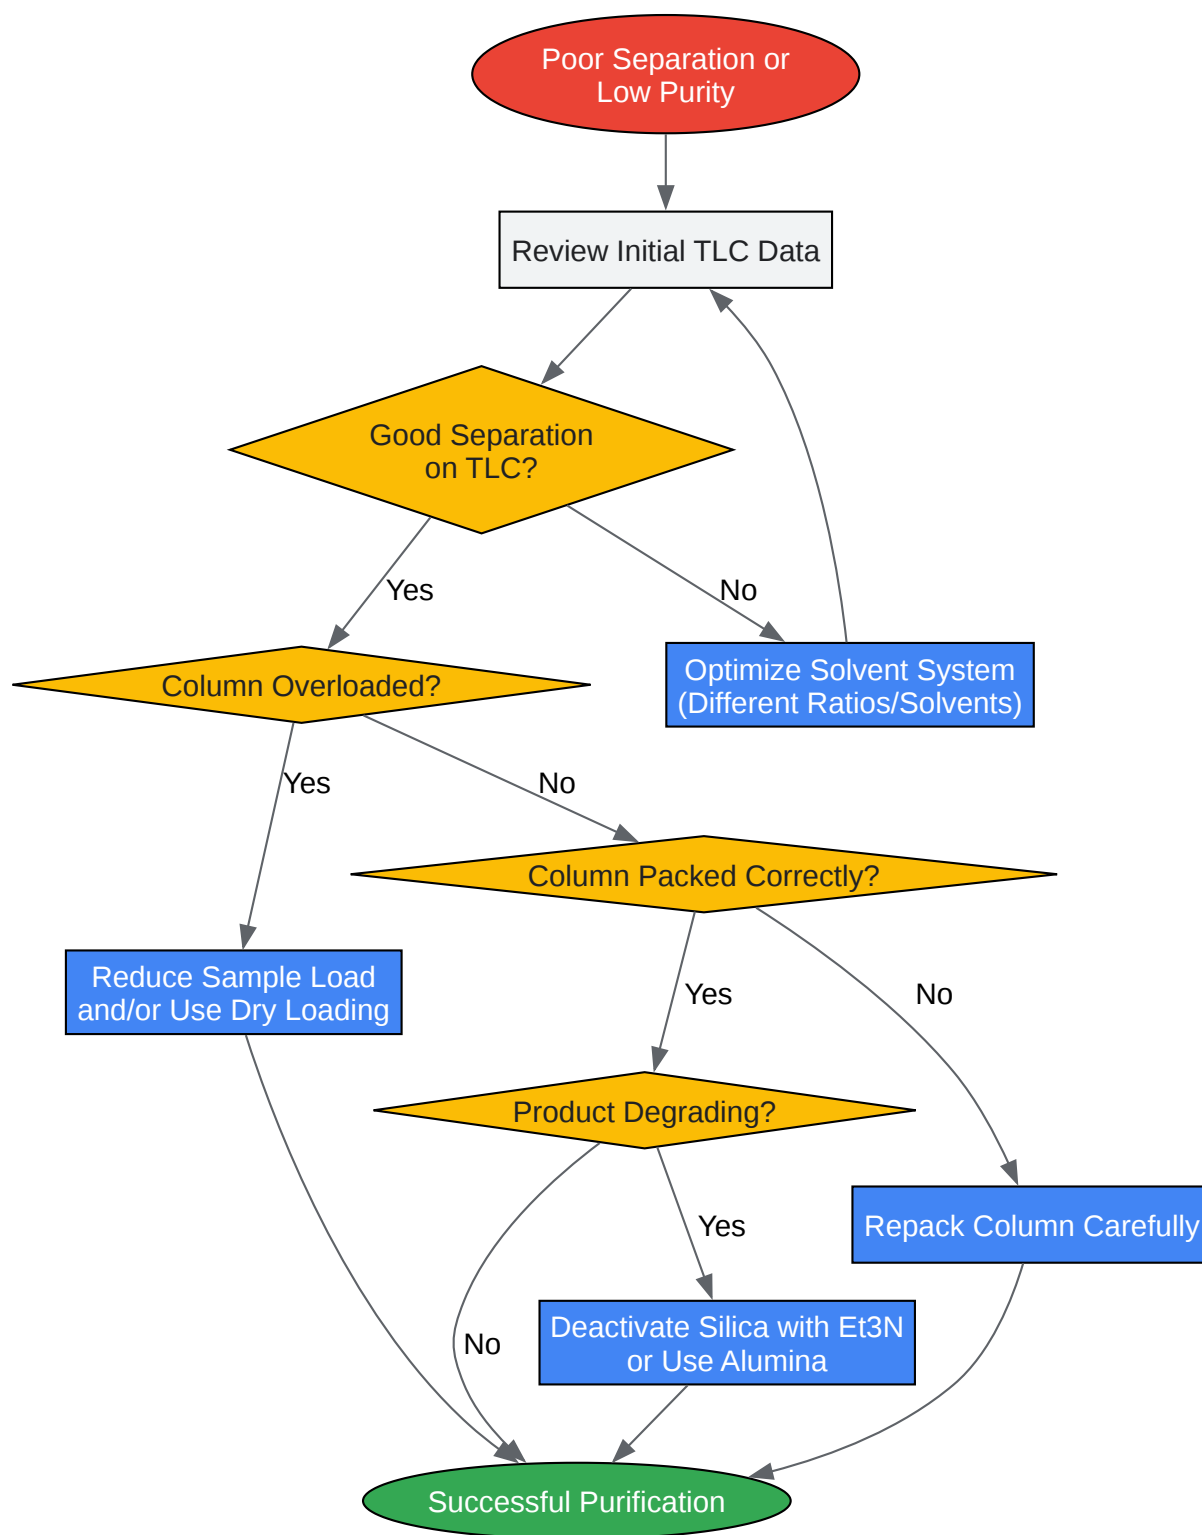 Poor Separation or
Low Purity
Review Initial TLC Data
Good Separation
on TLC?
Yes
No
Column Overloaded?
Optimize Solvent System
(Different Ratios/Solvents)
Yes
No
Column Packed Correctly?
Reduce Sample Load
and/or Use Dry Loading
Yes
No
Product Degrading?
Yes
Repack Column Carefully
No
Deactivate Silica with Et3N
or Use Alumina
Successful Purification